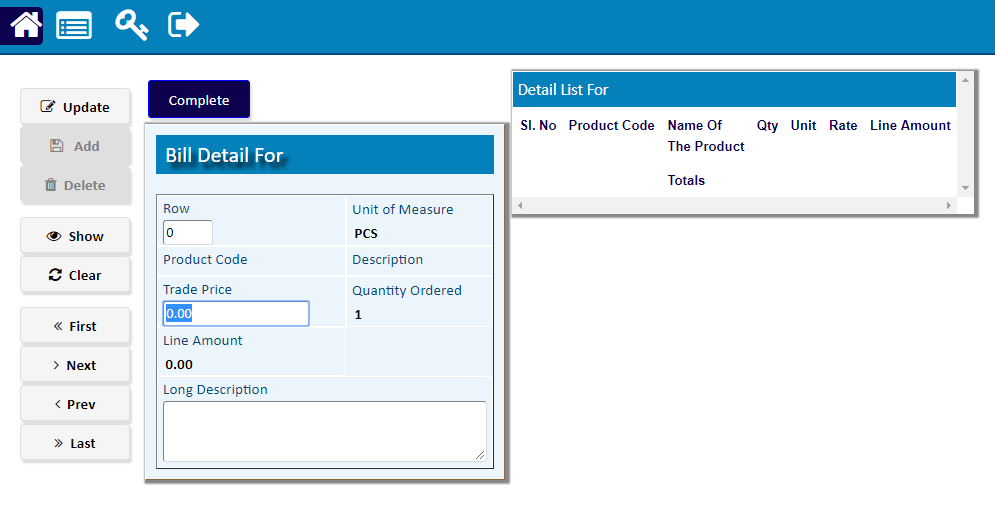 Update
Add
Delete
Show
Clear
First
Next
Prev
Last
Complete
Bill Detail For
Row
0
Unit of Measure
PCS
Product Code
Description
Trade Price
0.00
Quantity Ordered
1
Line Amount
0.00
Long Description
Detail List For
Sl. No Product Code Name Of Qty Unit Rate Line Amount
The Product
Totals